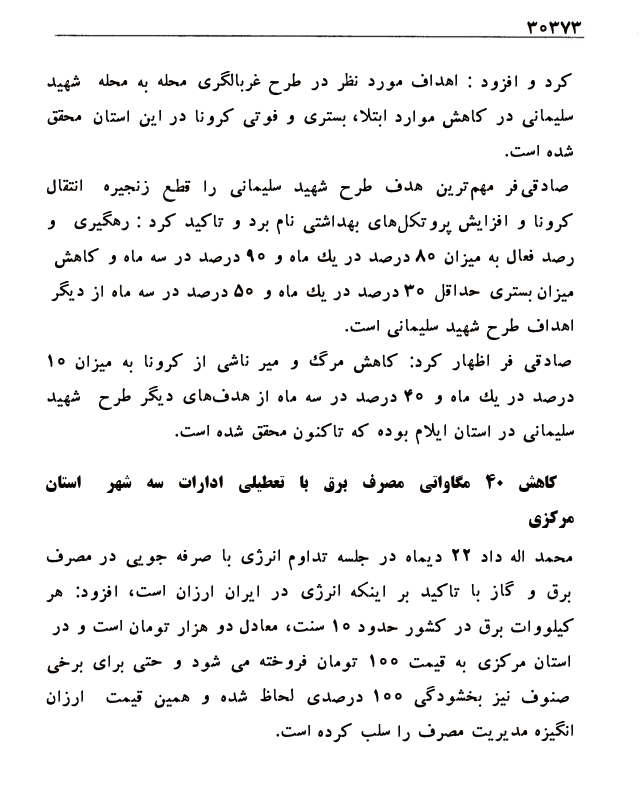 ۳۰۳۷۳
کرد و افزود : اهداف مورد نظر در طرح غربالگری محله به محله شهید
سلیمانی در کاهش موارد ابتلا، بستری و فوتی کرونا در این استان محقق
شده است.
صادقی‌فر مهم‌ترین هدف طرح شهید سلیمانی را قطع زنجیره انتقال
کرونا و افزایش پروتکل‌های بهداشتی نام برد و تاکید کرد : رهگیری و
رصد فعال به میزان ۸۰ درصد در یك ماه و ۹۰ درصد در سه ماه و کاهش
میزان بستری حداقل ۳۰ درصد در یك ماه و ۵۰ درصد در سه ماه از دیگر
اهداف طرح شهید سلیمانی است.
صادقی فر اظهار کرد: کاهش مرگ و میر ناشی از کرونا به میزان ۱۰
درصد در یك ماه و ۴۰ درصد در سه ماه از هدف‌های دیگر طرح شهید
سلیمانی در استان ایلام بوده که تاکنون محقق شده است.
کاهش ۴۰ مگاواتی مصرف برق با تعطیلی ادارات سه شهر استان
مرکزی
محمد اله داد ۲۲ دیماه در جلسه تداوم انرژی با صرفه جویی در مصرف
برق و گاز با تاکید بر اینکه انرژی در ایران ارزان است، افزود: هر
کیلووات برق در کشور حدود ۱۰ سنت، معادل دو هزار تومان است و در
استان مرکزی به قیمت ۱۰۰ تومان فروخته می شود و حتی برای برخی
صنوف نیز بخشودگی ۱۰۰ درصدی لحاظ شده و همین قیمت ارزان
انگیزه مدیریت مصرف را سلب کرده است.